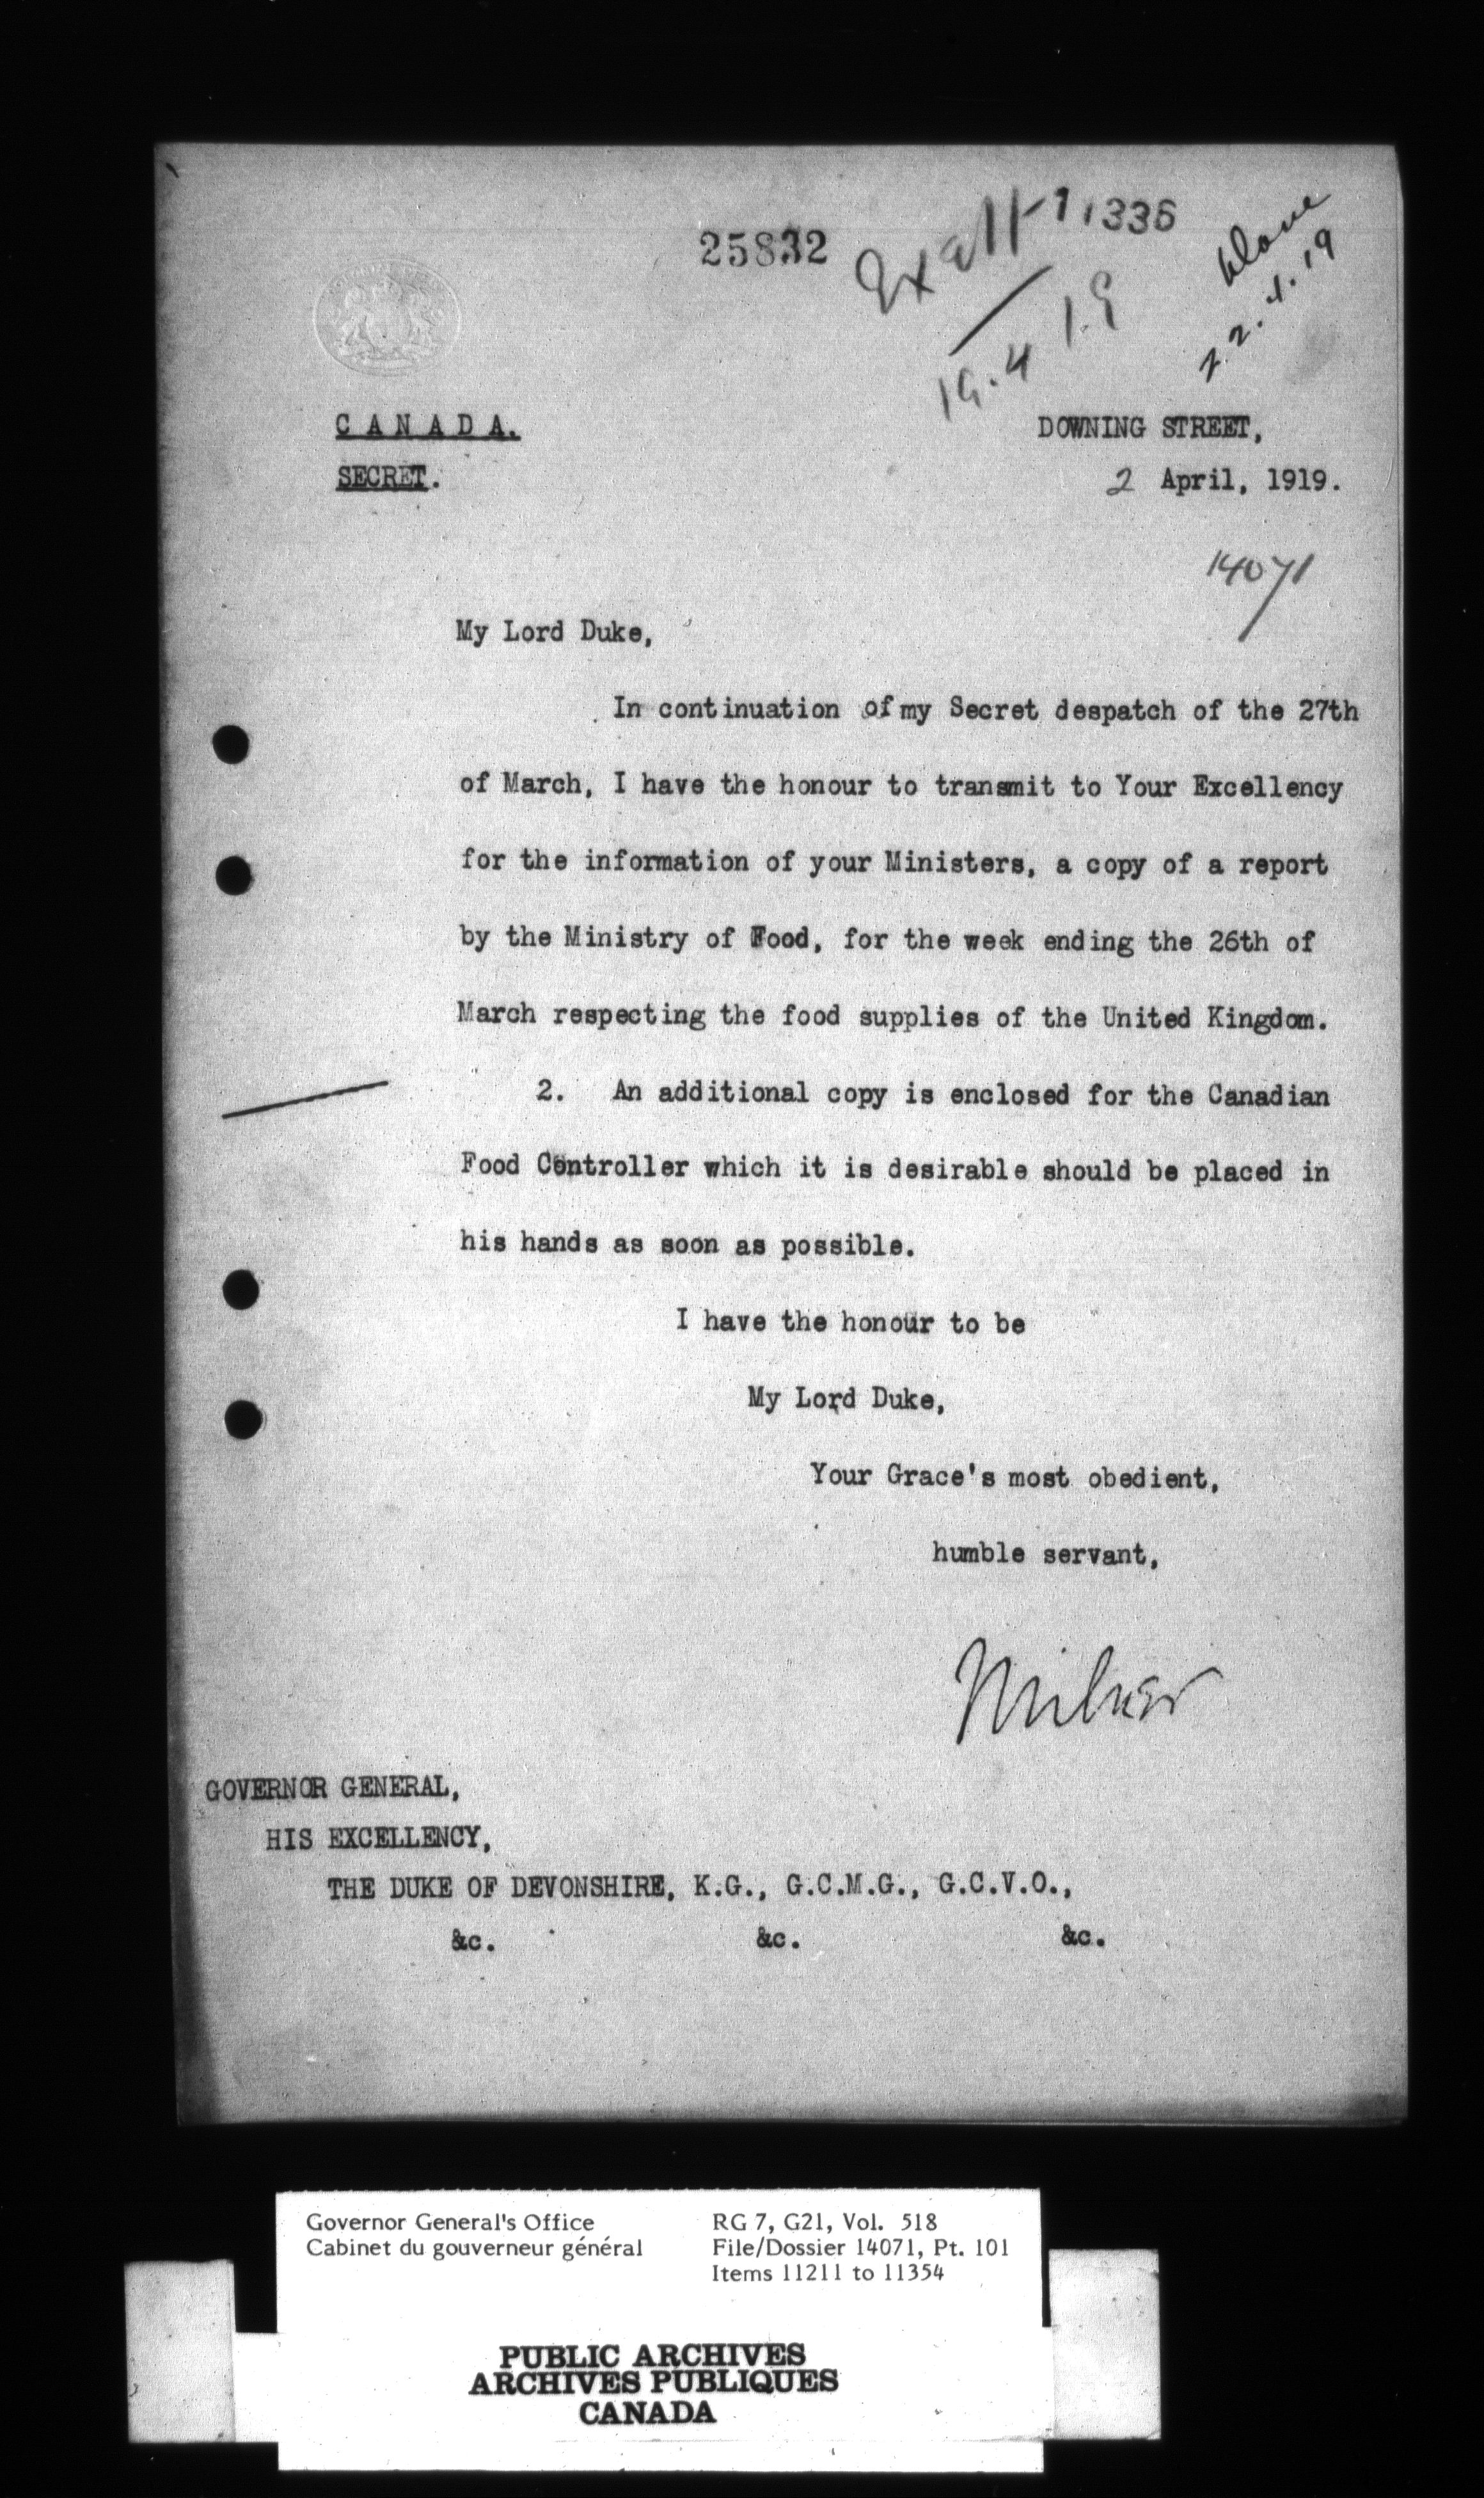 25832
11336
19.4.19
22.4.19
CANADA.
DOWNING STREET,
SECRET.
2 April, 1919.
14071
My Lord Duke,
In continuation of my Secret despatch of the 27th
of March, I have the honour to transmit to Your Excellency
for the information of your Ministers, a copy of a report
by the Ministry of Food, for the week ending the 26th of
March respecting the food supplies of the United Kingdom.
2. An additional copy is enclosed for the Canadian
Food Controller which it is desirable should be placed in
his hands as soon as possible.
I have the honour to be
My Lord Duke,
Your Grace's most obedient,
humble servant,
Milner
GOVERNOR GENERAL,
HIS EXCELLENCY,
THE DUKE OF DEVONSHIRE, K.G., G.C.M.G., G.C.V.O.,
&c. &c. &c.
Governor General's Office
Cabinet du gouverneur général
RG 7, G21, Vol. 518
File/Dossier 14071, Pt. 101
Items 11211 to 11354
PUBLIC ARCHIVES
ARCHIVES PUBLIQUES
CANADA